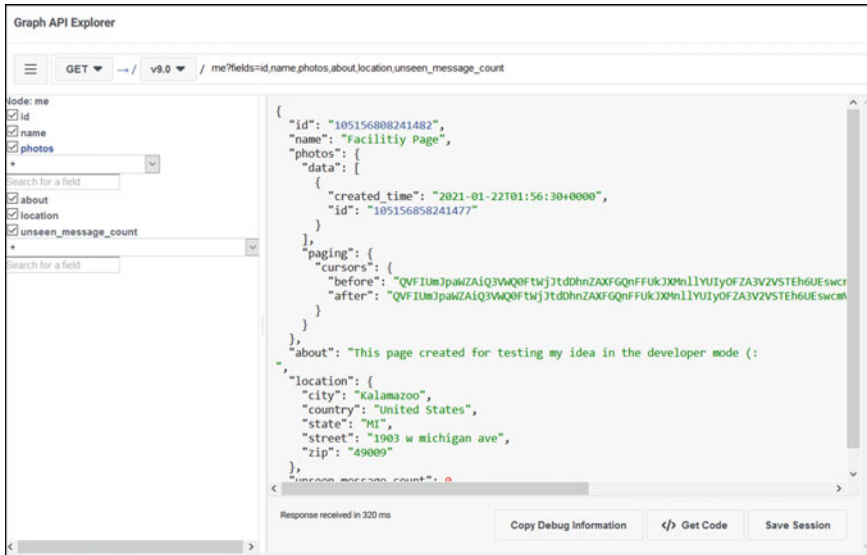 Graph API Explorer
GET → / v9.0 / me?fields=id,name,photos,about,location,unseen_message_count
Node: me
id
name
photos
+
Search for a field
about
location
unseen_message_count
+
Search for a field
{
"id": "105156808241482",
"name": "Facilitiy Page",
"photos": {
"data": [
{
"created_time": "2021-01-22T01:56:30+0000",
"id": "105156858241477"
}
],
"paging": {
"cursors": {
"before":
"after":
}
}
},
"about": "This page created for testing my idea in the developer mode (:
",
"location": {
"city": "Kalamazoo",
"country": "United States",
"state": "MI",
"street": "1903 w michigan ave",
"zip": "49009"
},
"unseen_message_count": 0
Response received in 320 ms
Copy Debug Information
</> Get Code
Save Session